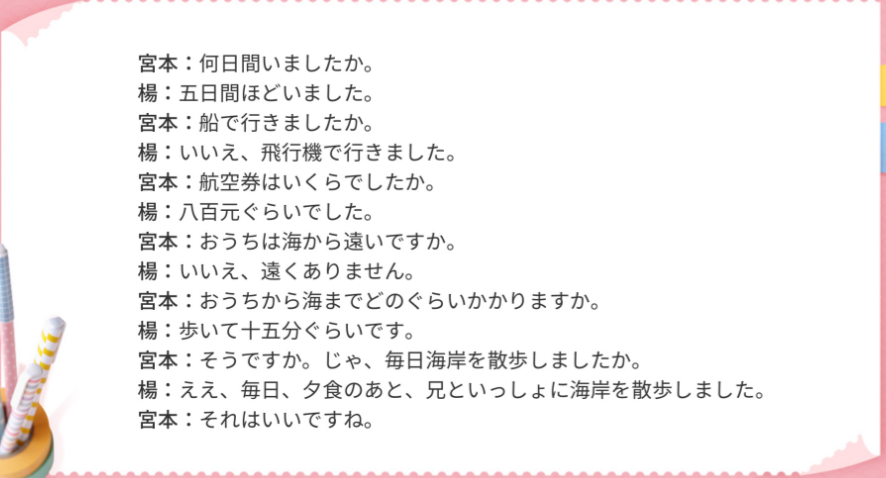 宮本：何日間いましたか。
楊：五日間ほどいました。
宮本：船で行きましたか。
楊：いいえ、飛行機で行きました。
宮本：航空券はいくらでしたか。
楊：八百元ぐらいでした。
宮本：おうちは海から遠いですか。
楊：いいえ、遠くありません。
宮本：おうちから海までどのぐらいかかりますか。
楊：歩いて十五分ぐらいです。
宮本：そうですか。じゃ、毎日海岸を散歩しましたか。
楊：ええ、毎日、夕食のあと、兄といっしょに海岸を散歩しました。
宮本：それはいいですね。